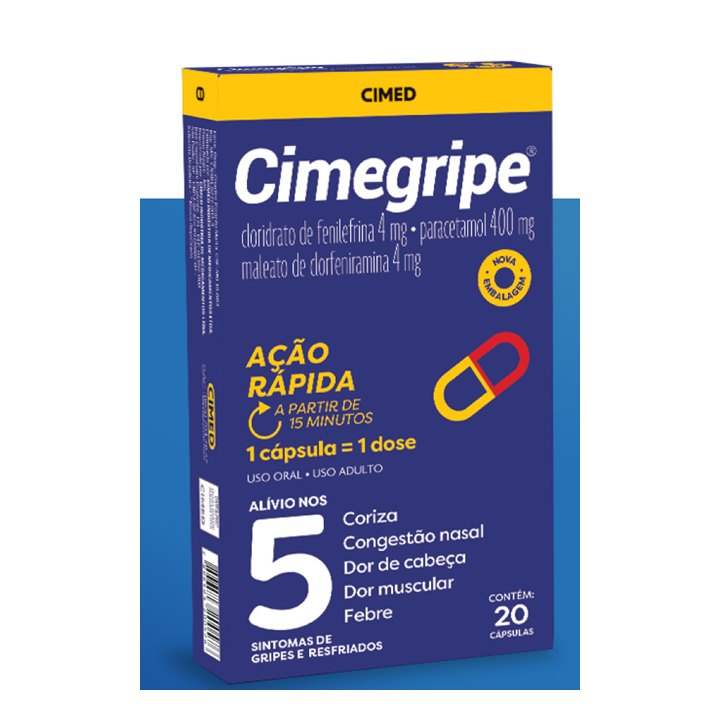 CIMED
Cimegripe®
cloridrato de fenilefrina 4 mg • paracetamol 400 mg
maleato de clorfeniramina 4 mg
NOVA
EMBALAGEM
AÇÃO
RÁPIDA
A PARTIR DE
15 MINUTOS
1 cápsula = 1 dose
USO ORAL • USO ADULTO
ALÍVIO NOS
5
Coriza
Congestão nasal
Dor de cabeça
Dor muscular
Febre
SINTOMAS DE
GRIPES E RESFRIADOS
CONTÉM:
20
CÁPSULAS
CIMED
CIMED